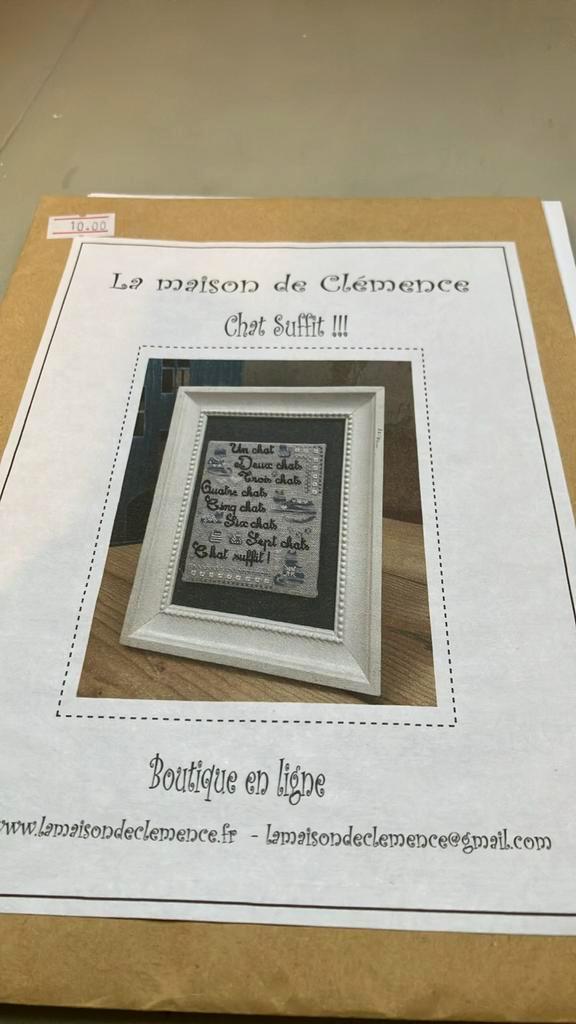 10.00
La maison de Clémence
Chat Suffit !!!
Un chat
Deux chats
Trois chats
Quatre chats
Cinq chats
Six chats
Sept chats
Chat suffit !
Boutique en ligne
www.lamaisondeclemence.fr - lamaisondeclemence@gmail.com